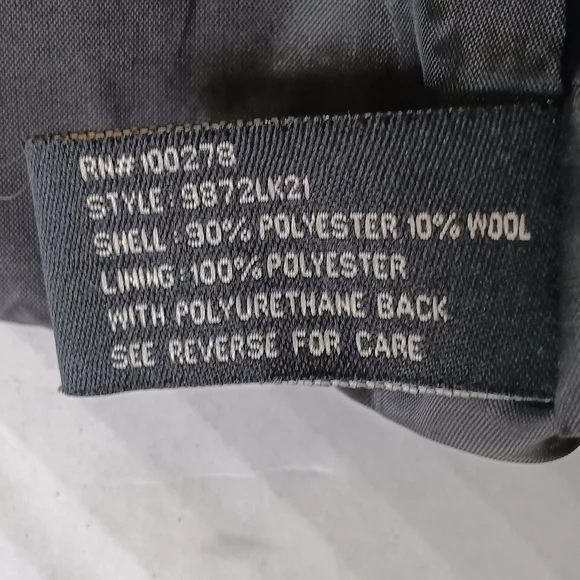 RN# 100278
STYLE: 9872LK21
SHELL: 90% POLYESTER 10% WOOL
LINING: 100% POLYESTER
WITH POLYURETHANE BACK
SEE REVERSE FOR CARE